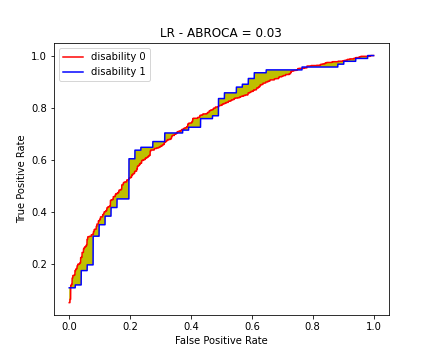 LR - ABROCA = 0.03
disability 0
disability 1
True Positive Rate
1.0
0.8
0.6
0.4
0.2
0.0 0.2 0.4 0.6 0.8 1.0
False Positive Rate